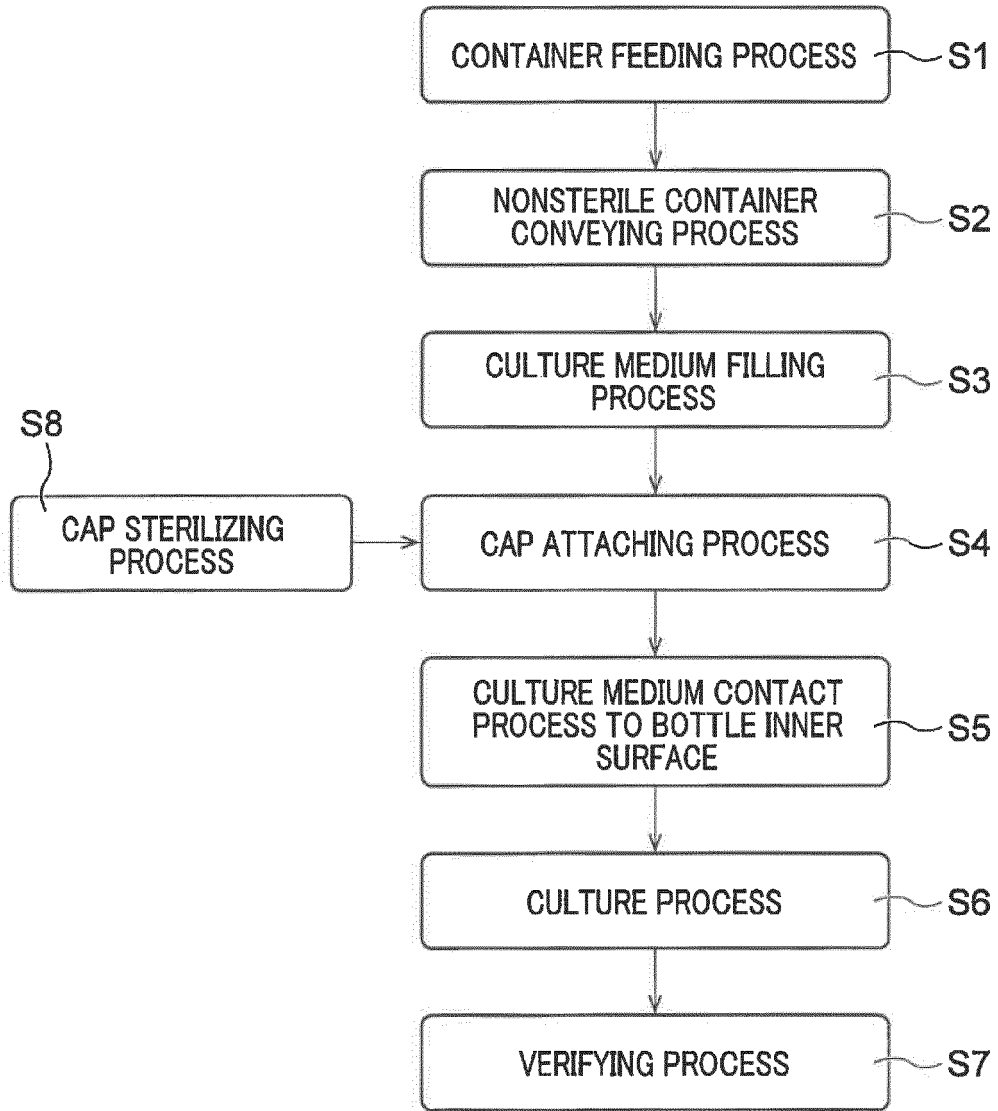 CONTAINER FEEDING PROCESS
S1
NONSTERILE CONTAINER
CONVEYING PROCESS
S2
CULTURE MEDIUM FILLING
PROCESS
S3
S8
CAP STERILIZING
PROCESS
CAP ATTACHING PROCESS
S4
CULTURE MEDIUM CONTACT
PROCESS TO BOTTLE INNER
SURFACE
S5
CULTURE PROCESS
S6
VERIFYING PROCESS
S7